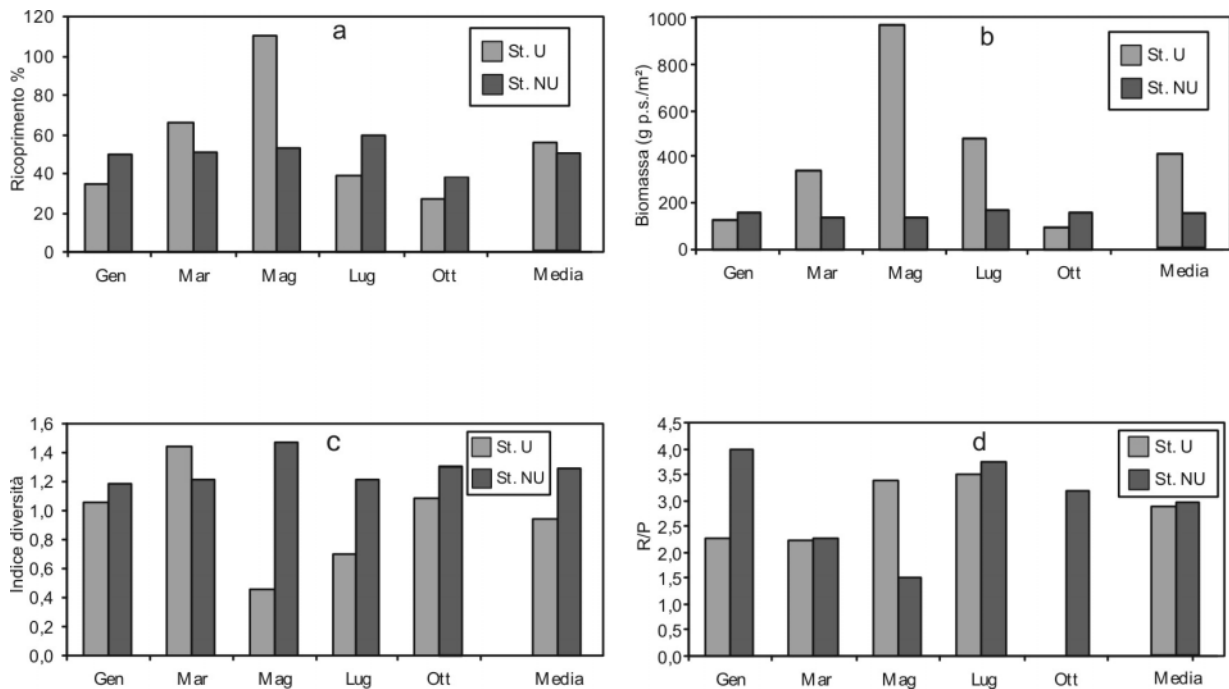 a
St. U
St. NU
Ricoprimento %
120
100
80
60
40
20
0
Gen Mar Mag Lug Ott Media
b
St. U
St. NU
Biomassa (g p.s./m²)
1000
800
600
400
200
0
Gen Mar Mag Lug Ott Media
c
St. U
St. NU
Indice diversità
1,6
1,4
1,2
1,0
0,8
0,6
0,4
0,2
0,0
Gen Mar Mag Lug Ott Media
d
St. U
St. NU
R/P
4,5
4,0
3,5
3,0
2,5
2,0
1,5
1,0
0,5
0,0
Gen Mar Mag Lug Ott Media